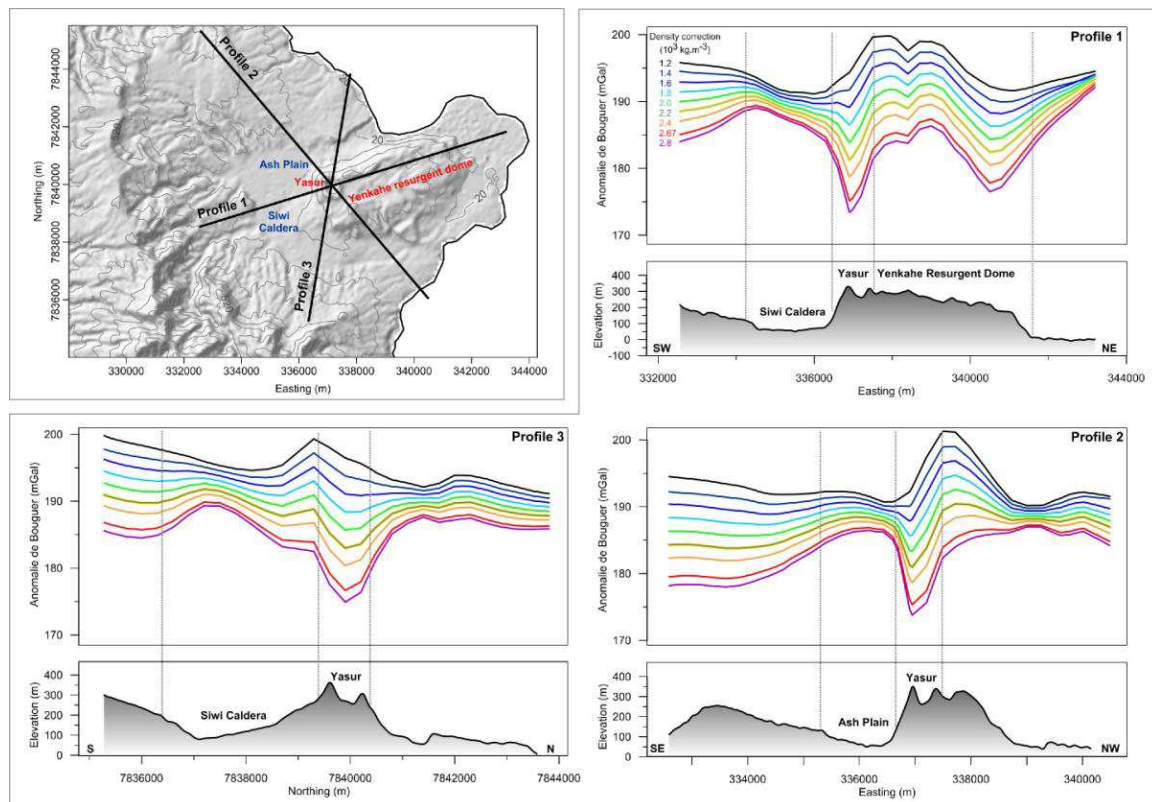 7844000
7842000
7840000
7838000
7836000
Northing (m)
Profile 2
Ash Plain
20
Yasur
Yenkahe resurgent dome
20
Profile 1
Siwi
Caldera
Profile 3
330000 332000 334000 336000 338000 340000 342000 344000
Easting (m)
Density correction
(10³ kg.m⁻³)
Profile 1
1.2
1.4
1.6
1.8
2.0
2.2
2.4
2.67
2.8
200
190
180
170
Anomalie de Bouguer (mGal)
Yasur Yenkahe Resurgent Dome
Siwi Caldera
400
300
200
100
0
-100
Elevation (m)
SW NE
332000 336000 340000 344000
Easting (m)
Profile 3
200
190
180
170
Anomalie de Bouguer (mGal)
Yasur
Siwi Caldera
400
300
200
100
0
Elevation (m)
S N
7836000 7838000 7840000 7842000 7844000
Northing (m)
Profile 2
200
190
180
170
Anomalie de Bouguer (mGal)
Yasur
Ash Plain
400
300
200
100
0
Elevation (m)
SE NW
334000 336000 338000 340000
Easting (m)